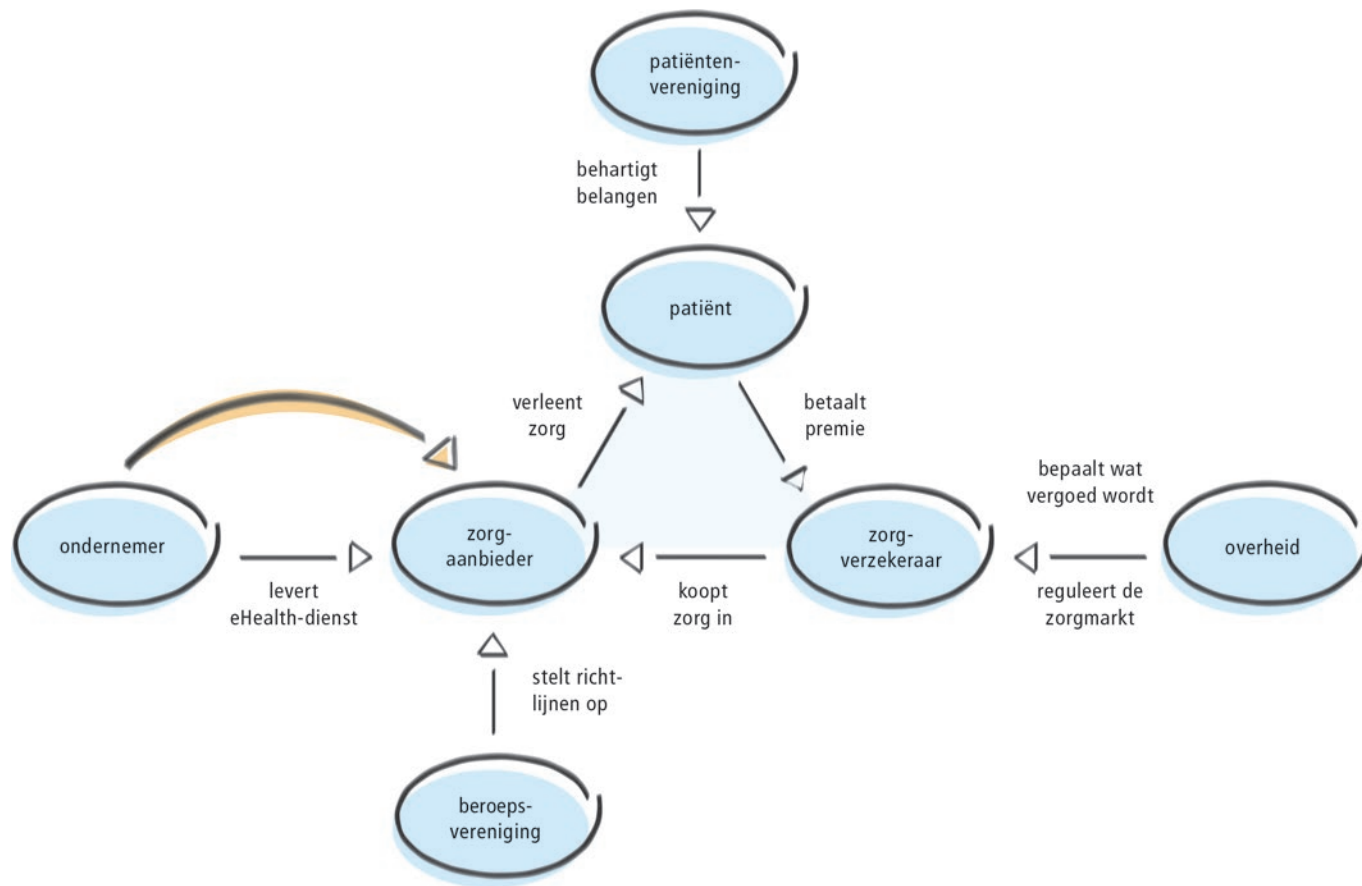 patiënten-
vereniging
behartigt
belangen
patiënt
verleent
zorg
betaalt
premie
bepaalt wat
vergoed wordt
ondernemer
zorg-
aanbieder
zorg-
verzekeraar
overheid
levert
eHealth-dienst
koopt
zorg in
reguleert de
zorgmarkt
stelt richt-
lijnen op
beroeps-
vereniging